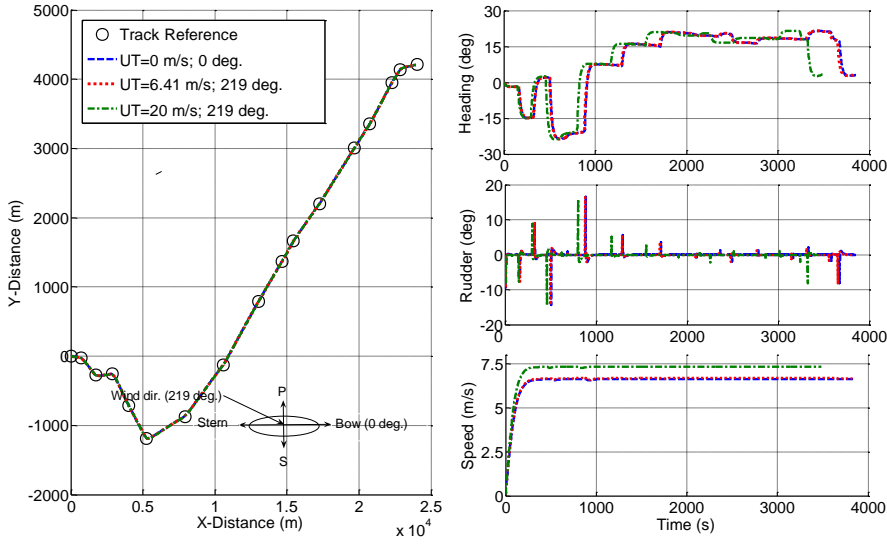 5000
4000
3000
2000
1000
0
-1000
-2000
0
0.5
1
1.5
2
2.5
x 10^4
X-Distance (m)
Y-Distance (m)
Track Reference
UT=0 m/s; 0 deg.
UT=6.41 m/s; 219 deg.
UT=20 m/s; 219 deg.
Wind dir. (219 deg.)
P
Stern
Bow (0 deg.)
S
30
15
0
-15
-30
Heading (deg)
0
1000
2000
3000
4000
20
10
0
-10
-20
Rudder (deg)
0
1000
2000
3000
4000
7.5
5
2.5
0
Speed (m/s)
0
1000
2000
3000
4000
Time (s)